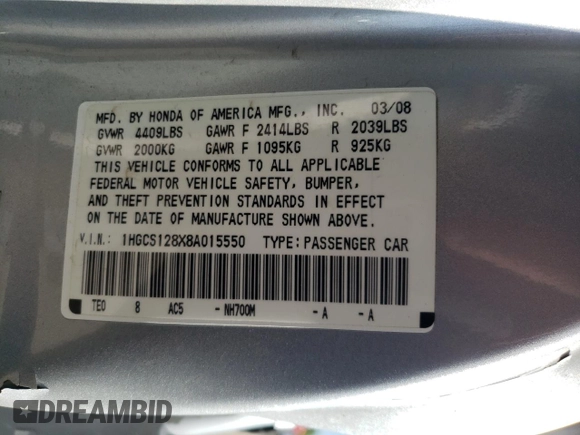 MFD. BY HONDA OF AMERICA MFG., INC. 03/08
GVWR 4409LBS GAWR F 2414LBS R 2039LBS
GVWR 2000KG GAWR F 1095KG R 925KG
THIS VEHICLE CONFORMS TO ALL APPLICABLE
FEDERAL MOTOR VEHICLE SAFETY, BUMPER,
AND THEFT PREVENTION STANDARDS IN EFFECT
ON THE DATE OF MANUFACTURE SHOWN ABOVE.
V.I.N.: 1HGCS128X8A015550 TYPE: PASSENGER CAR
TE0 8 AC5 - NH700M - A - A
DREAMBID